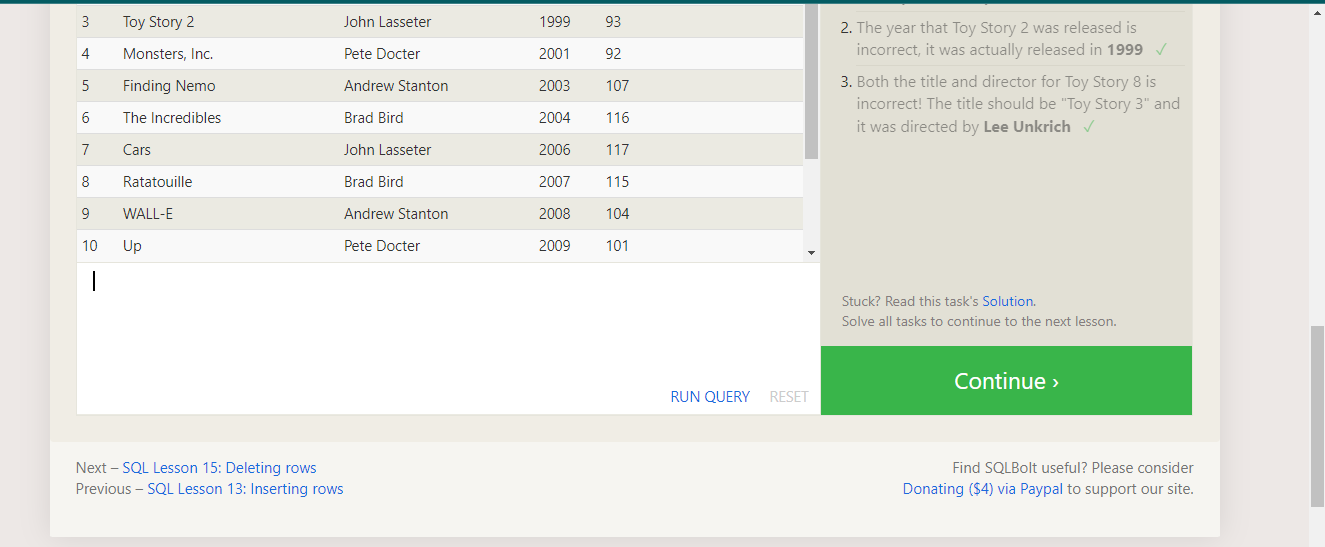 3 Toy Story 2 John Lasseter 1999 93
4 Monsters, Inc. Pete Docter 2001 92
5 Finding Nemo Andrew Stanton 2003 107
6 The Incredibles Brad Bird 2004 116
7 Cars John Lasseter 2006 117
8 Ratatouille Brad Bird 2007 115
9 WALL-E Andrew Stanton 2008 104
10 Up Pete Docter 2009 101
RUN QUERY RESET
2. The year that Toy Story 2 was released is
incorrect, it was actually released in 1999 ✓
3. Both the title and director for Toy Story 8 is
incorrect! The title should be "Toy Story 3" and
it was directed by Lee Unkrich ✓
Stuck? Read this task's Solution.
Solve all tasks to continue to the next lesson.
Continue ›
Next – SQL Lesson 15: Deleting rows
Previous – SQL Lesson 13: Inserting rows
Find SQLBolt useful? Please consider
Donating ($4) via Paypal to support our site.